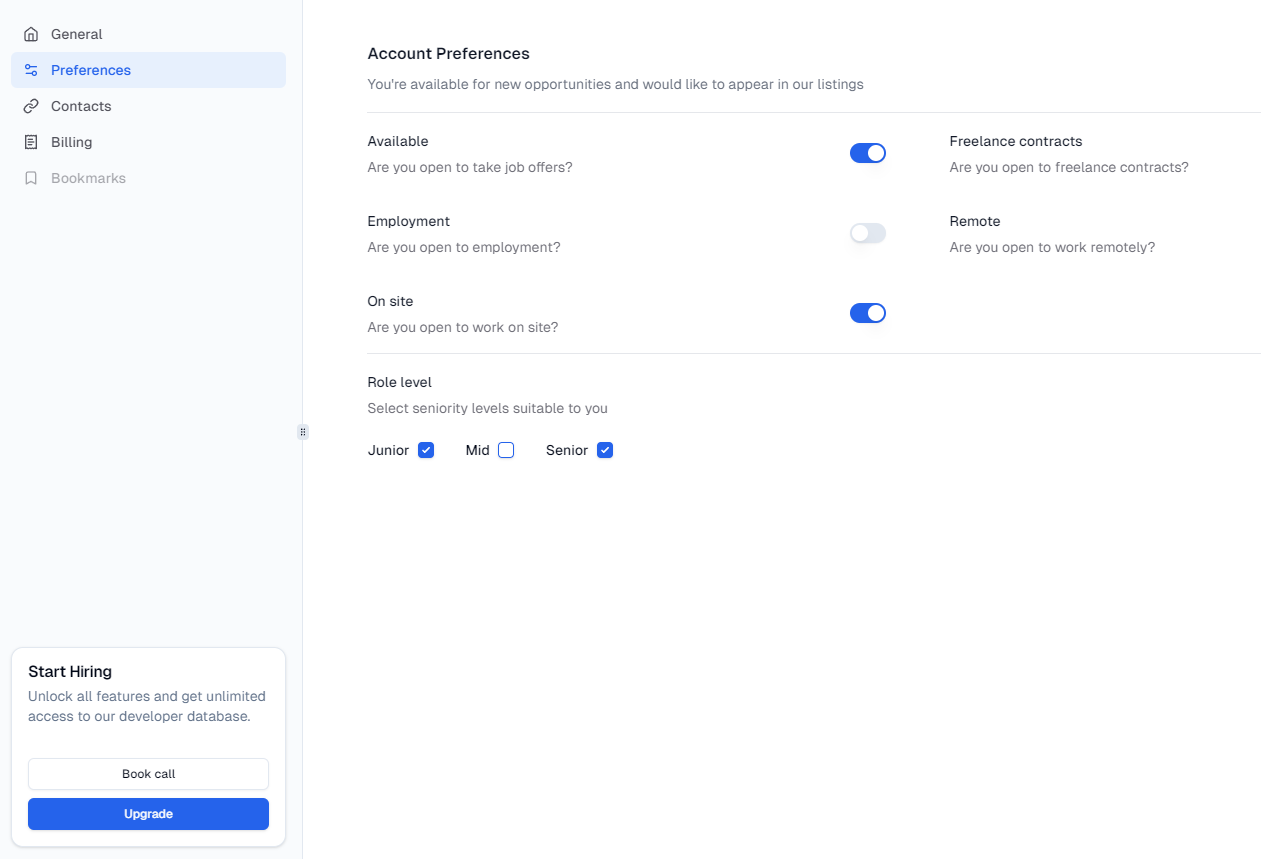 General
Preferences
Contacts
Billing
Bookmarks
Start Hiring
Unlock all features and get unlimited
access to our developer database.
Book call
Upgrade
Account Preferences
You're available for new opportunities and would like to appear in our listings
Available
Are you open to take job offers?
Freelance contracts
Are you open to freelance contracts?
Employment
Are you open to employment?
Remote
Are you open to work remotely?
On site
Are you open to work on site?
Role level
Select seniority levels suitable to you
Junior Mid Senior